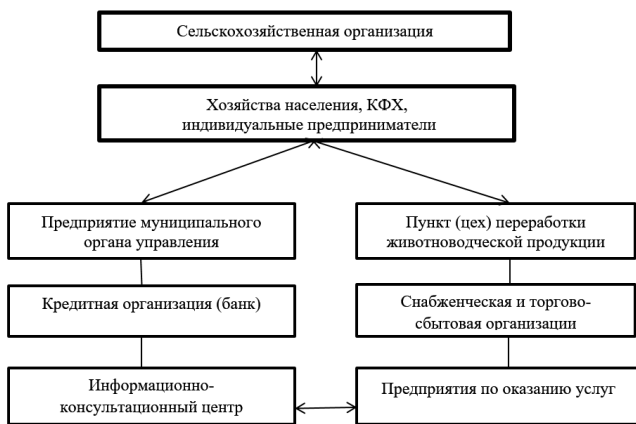 Сельскохозяйственная организация
Хозяйства населения, КФХ,
индивидуальные предприниматели
Предприятие муниципального
органа управления
Пункт (цех) переработки
животноводческой продукции
Кредитная организация (банк)
Снабженческая и торгово-
сбытовая организации
Информационно-
консультационный центр
Предприятия по оказанию услуг